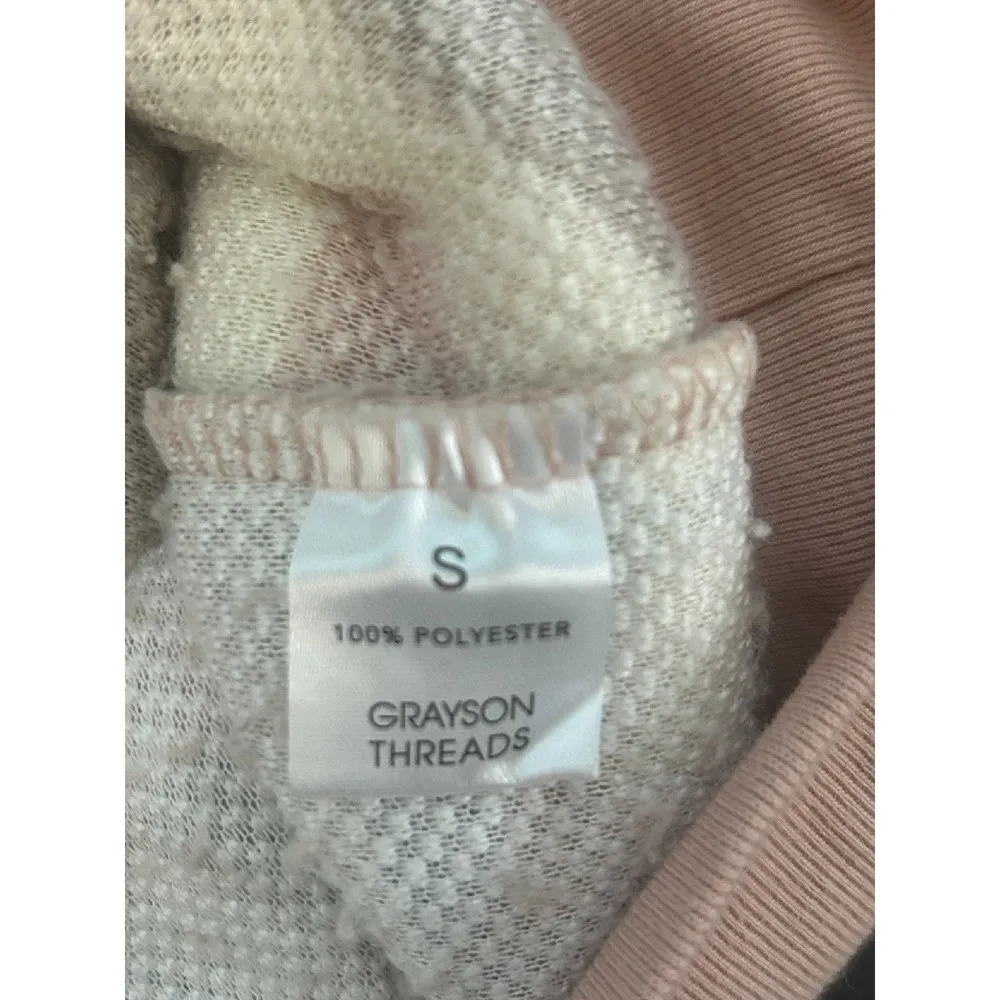 S
100% POLYESTER
GRAYSON
THREADS